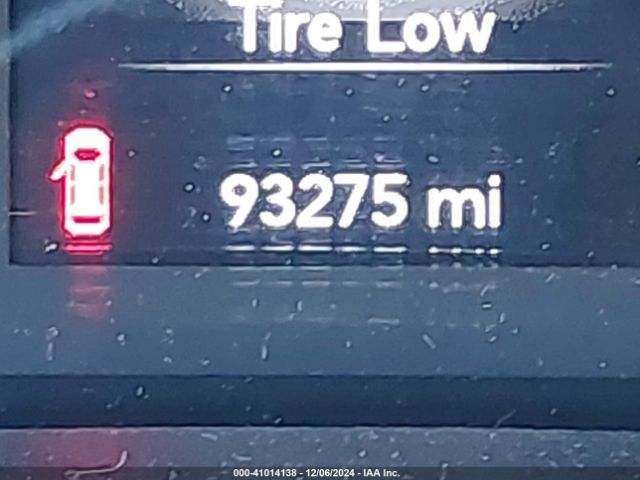 Tire Low
93275 mi
000-41014138 - 12/06/2024 - IAA Inc.